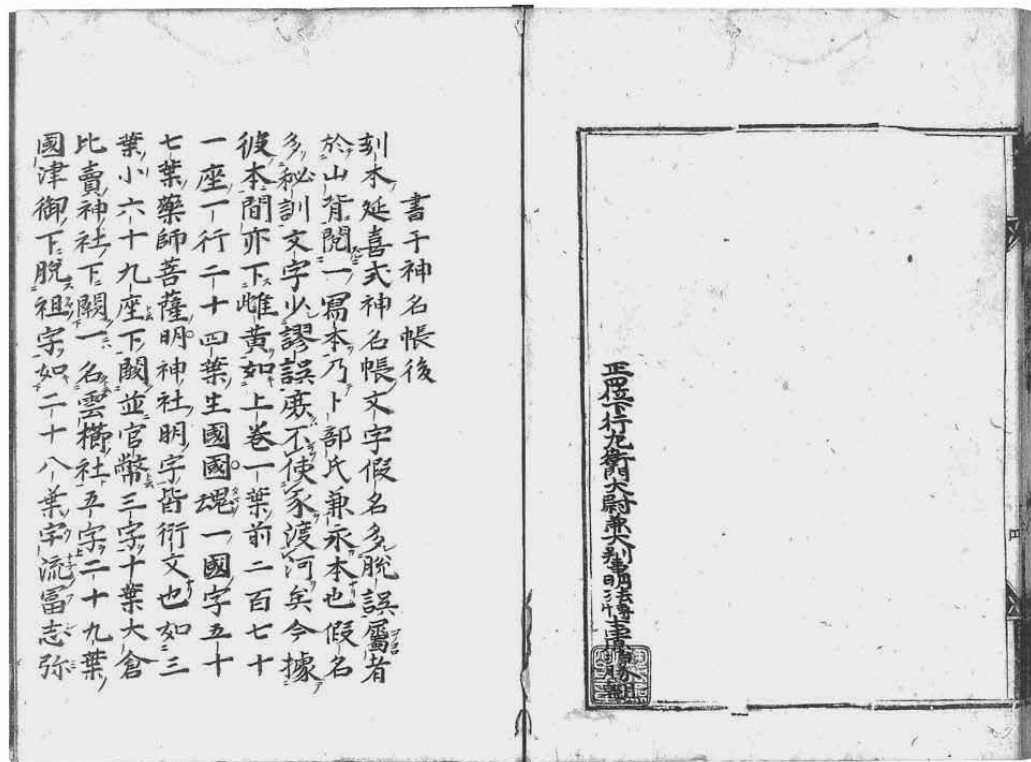 正四位下行左衛門大尉兼大判事明法博士
書于神名帳後
刻本延喜式神名帳文字假名多脫誤屬者
於山背閲一寫本乃卜部氏兼永本也假名
多秘訓文字少謬誤庶不使豕渡河矣今據
彼本間亦下雌黄如上卷一葉前二百七十
一座一行二十四葉生國國魂一國字五十
七葉藥師菩薩明神社明字皆衍文也如三
葉小六十九座下闕並官幣三字十葉大倉
比賣神社下闕一名雲櫛社五字二十九葉
國津御下脫祖字如二十八葉字流冨志弥